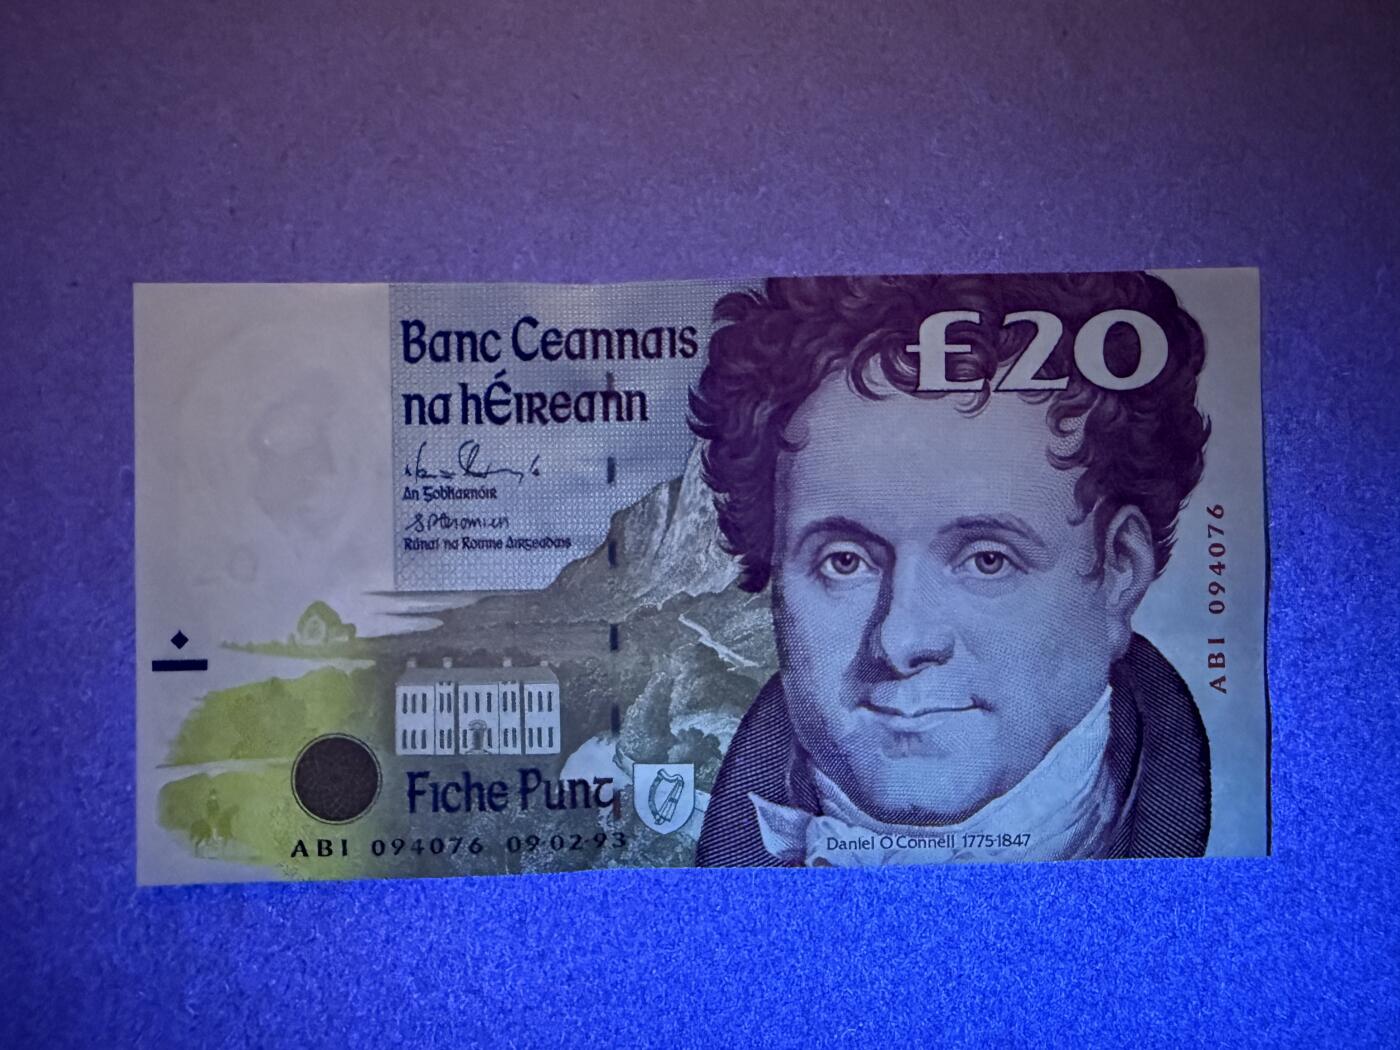 Banc Ceannais
na hÉireann
£20
An Gobharnóir
Rúnaí na Roinne Airgeadais
Fiche Punt
ABI 094076 09·02·93
Daniel O'Connell 1775-1847
ABI 094076